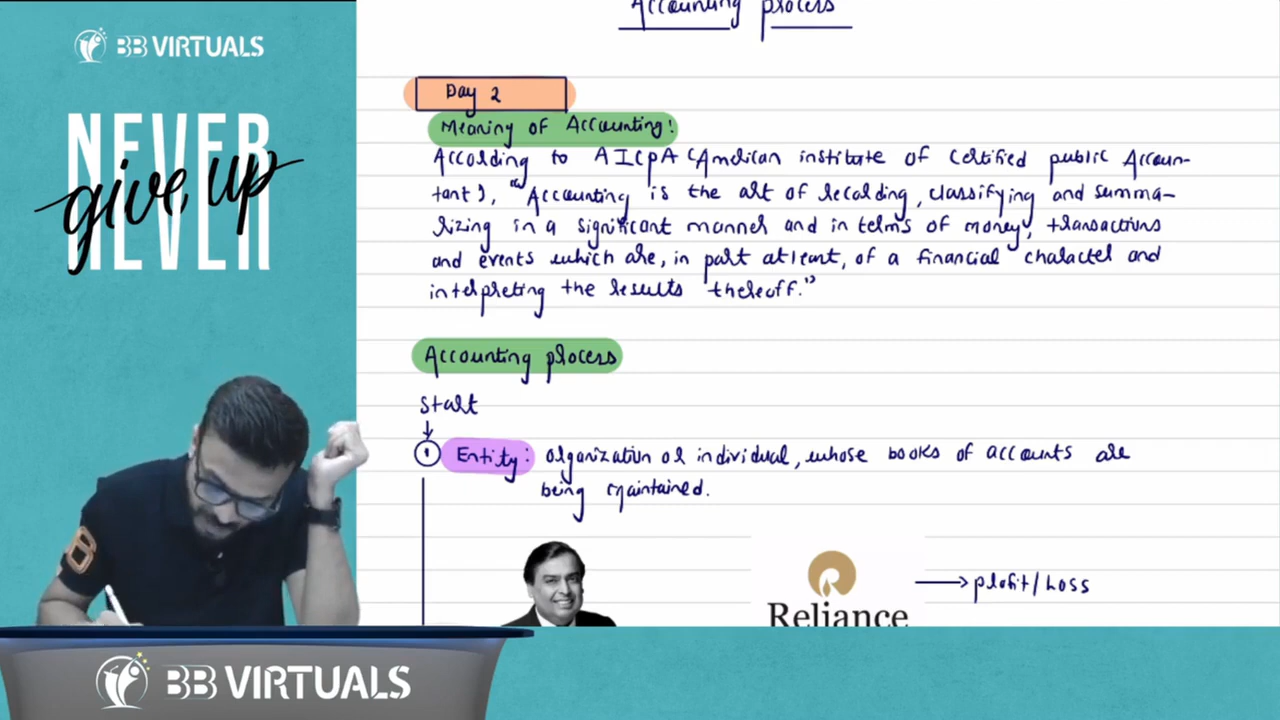 BB VIRTUALS
NEVER
give up
NEVER
Accounting process
Day 2
Meaning of Accounting:
According to AICPA (American institute of certified public Accoun-
tant), "Accounting is the art of recording, classifying and summa-
rizing in a significant manner and in terms of money, transactions
and events which are, in part atleast, of a financial character and
interpreting the results thereoff."
Accounting process
Start
1 Entity: organization or individual, whose books of accounts are
being maintained.
Reliance
profit/Loss
8
BB VIRTUALS